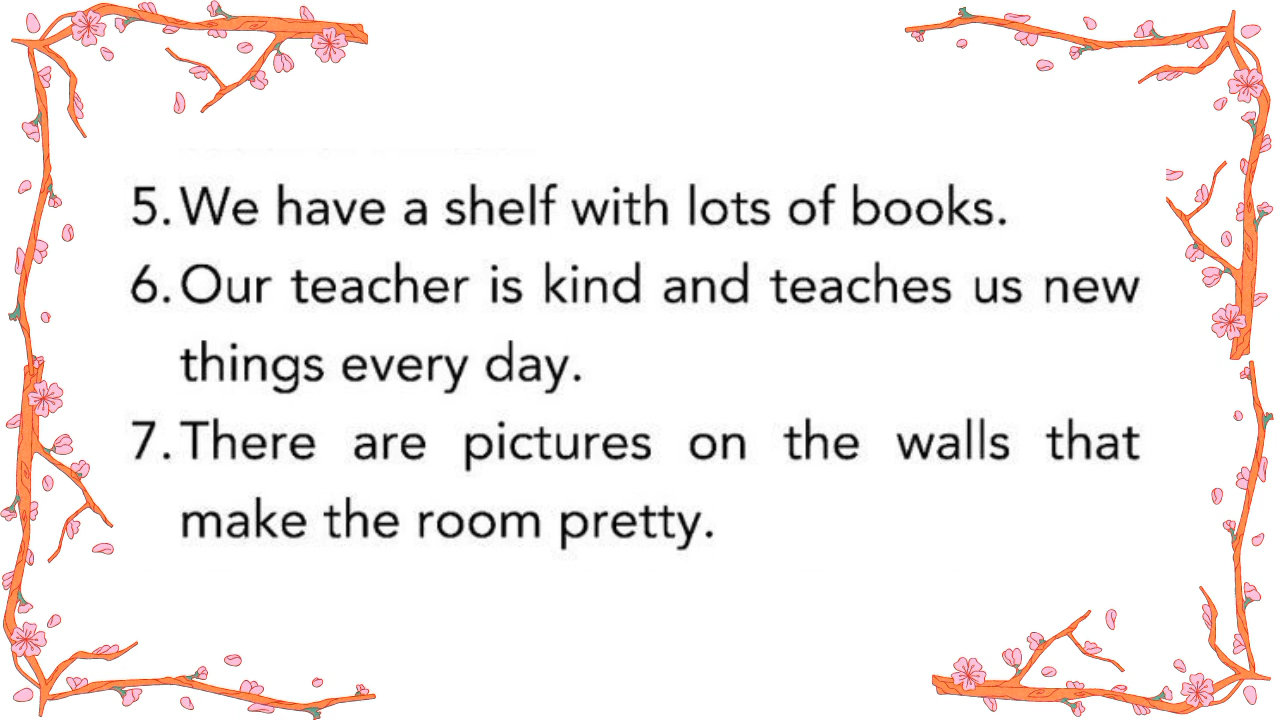 5. We have a shelf with lots of books.
6. Our teacher is kind and teaches us new
things every day.
7. There are pictures on the walls that
make the room pretty.